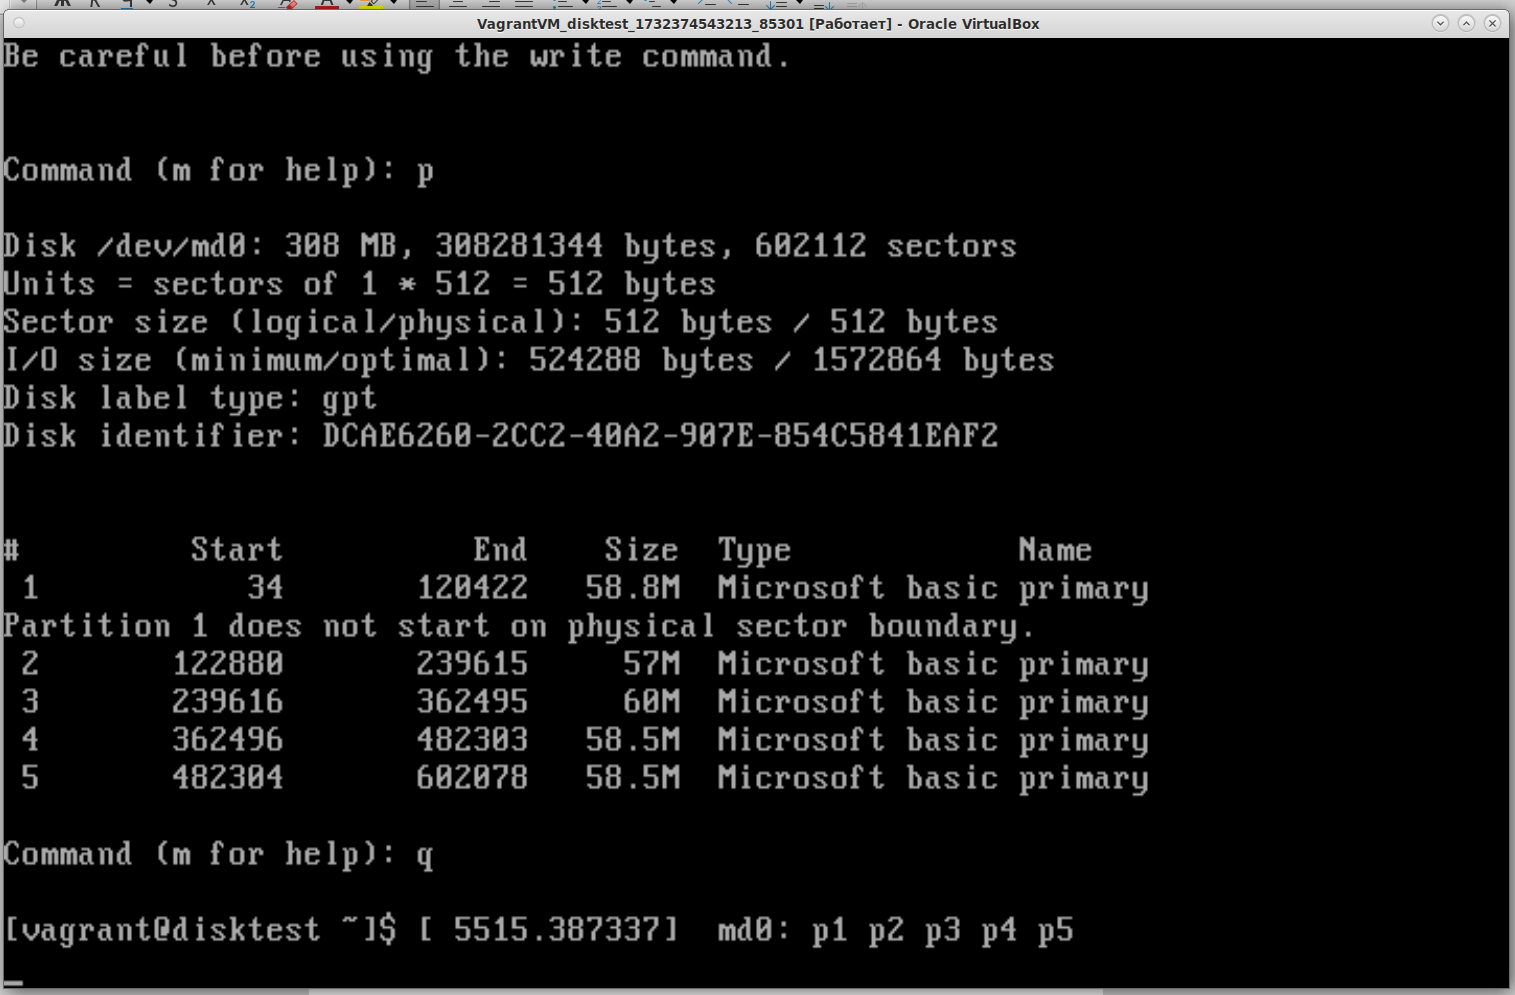 VagrantVM_disktest_1732374543213_85301 [Работает] - Oracle VirtualBox
Be careful before using the write command.
Command (m for help): p
Disk /dev/md0: 308 MB, 308281344 bytes, 602112 sectors
Units = sectors of 1 * 512 = 512 bytes
Sector size (logical/physical): 512 bytes / 512 bytes
I/O size (minimum/optimal): 524288 bytes / 1572864 bytes
Disk label type: gpt
Disk identifier: DCAE6260-2CC2-40A2-907E-854C5841EAF2
# Start End Size Type Name
1 34 120422 58.8M Microsoft basic primary
Partition 1 does not start on physical sector boundary.
2 122880 239615 57M Microsoft basic primary
3 239616 362495 60M Microsoft basic primary
4 362496 482303 58.5M Microsoft basic primary
5 482304 602078 58.5M Microsoft basic primary
Command (m for help): q
[vagrant@disktest ~]$ [ 5515.387337] md0: p1 p2 p3 p4 p5